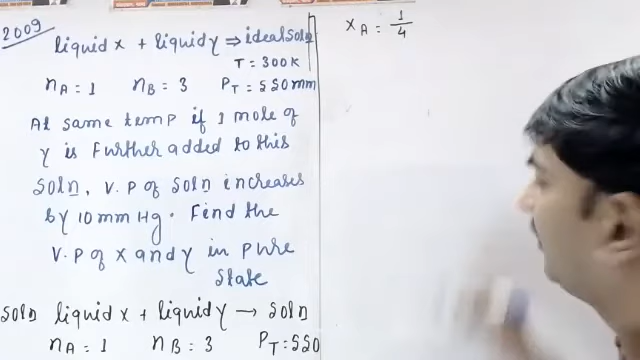 2009
liquid x + liquid y ⇒ ideal soln
T = 300K
nA = 1 nB = 3 PT = 550mm
At same temp if 1 mole of
y is further added to this
soln, V.P of soln increases
by 10 mm Hg. Find the
V.P of x and y in pure
state
soln liquid x + liquid y → soln
nA = 1 nB = 3 PT = 550
xA = 1/4